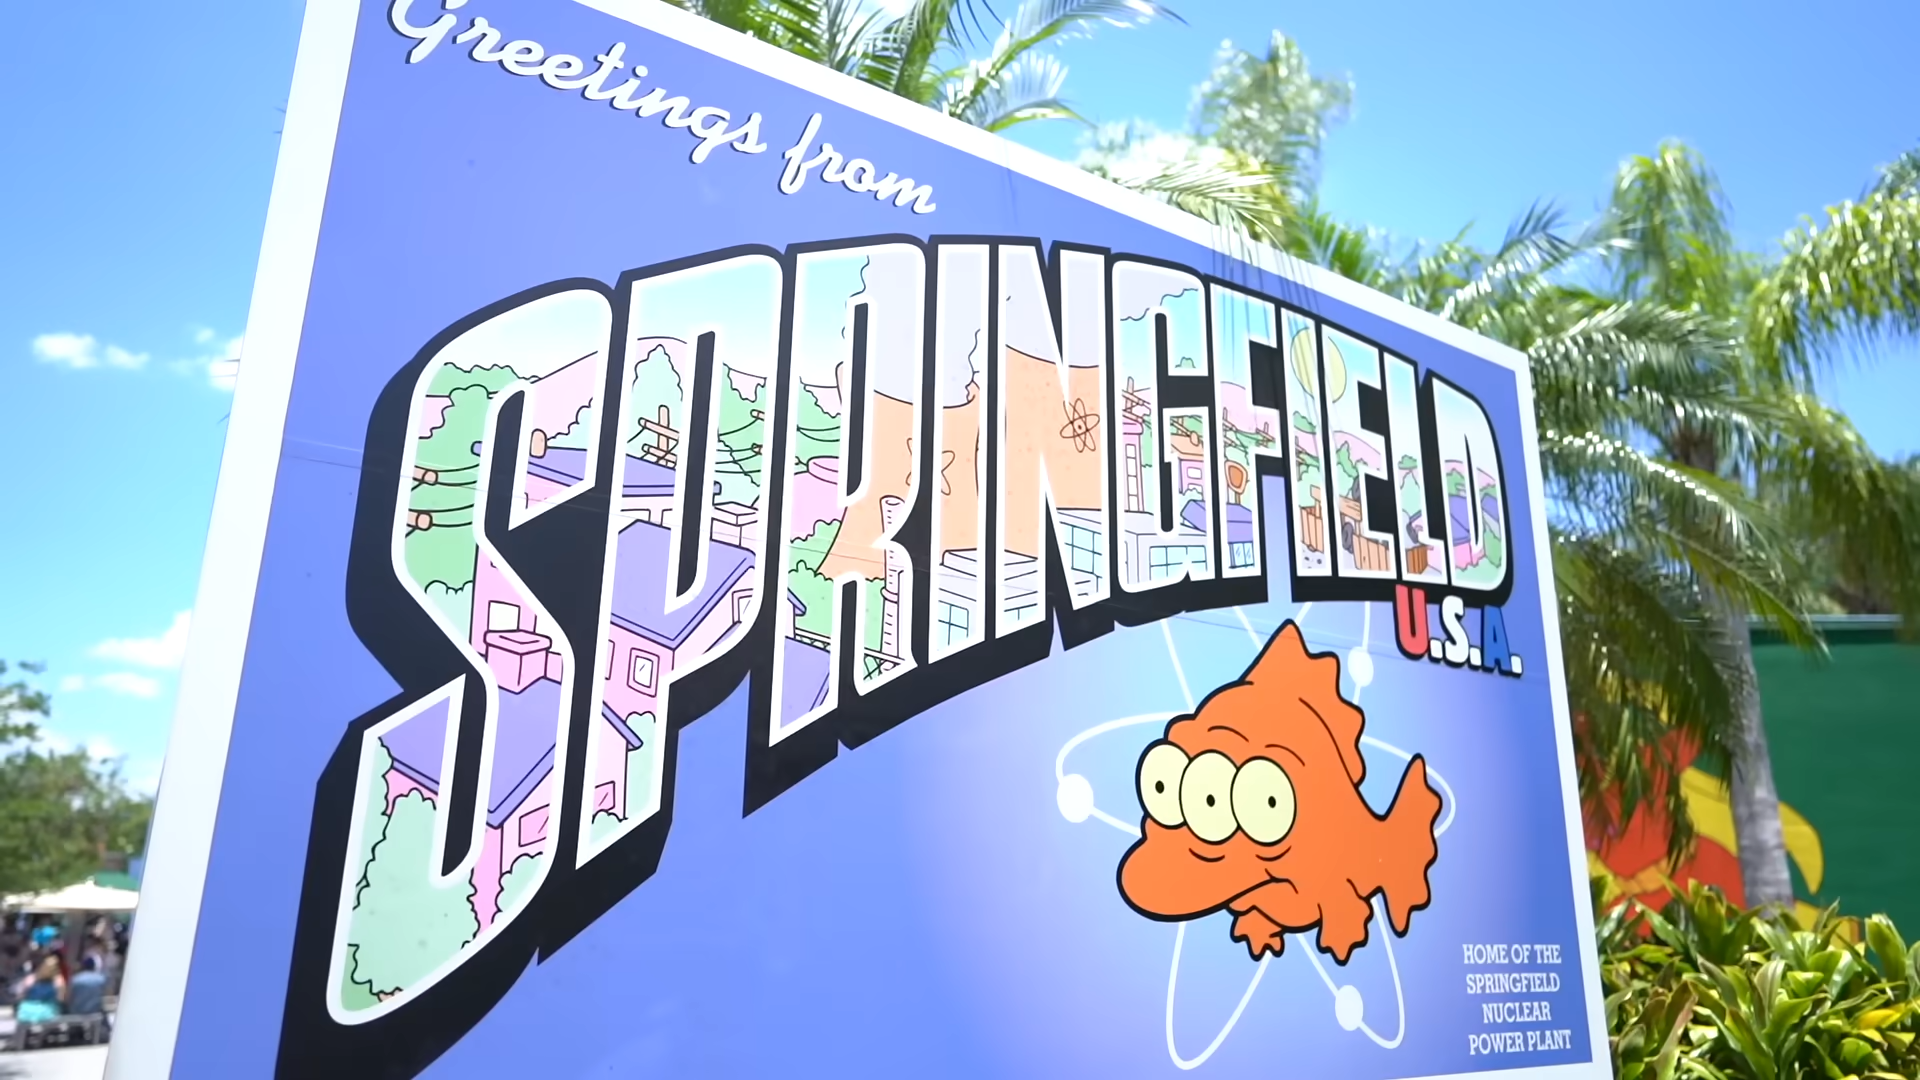 Greetings from
SPRINGFIELD
U.S.A.
HOME OF THE
SPRINGFIELD
NUCLEAR
POWER PLANT